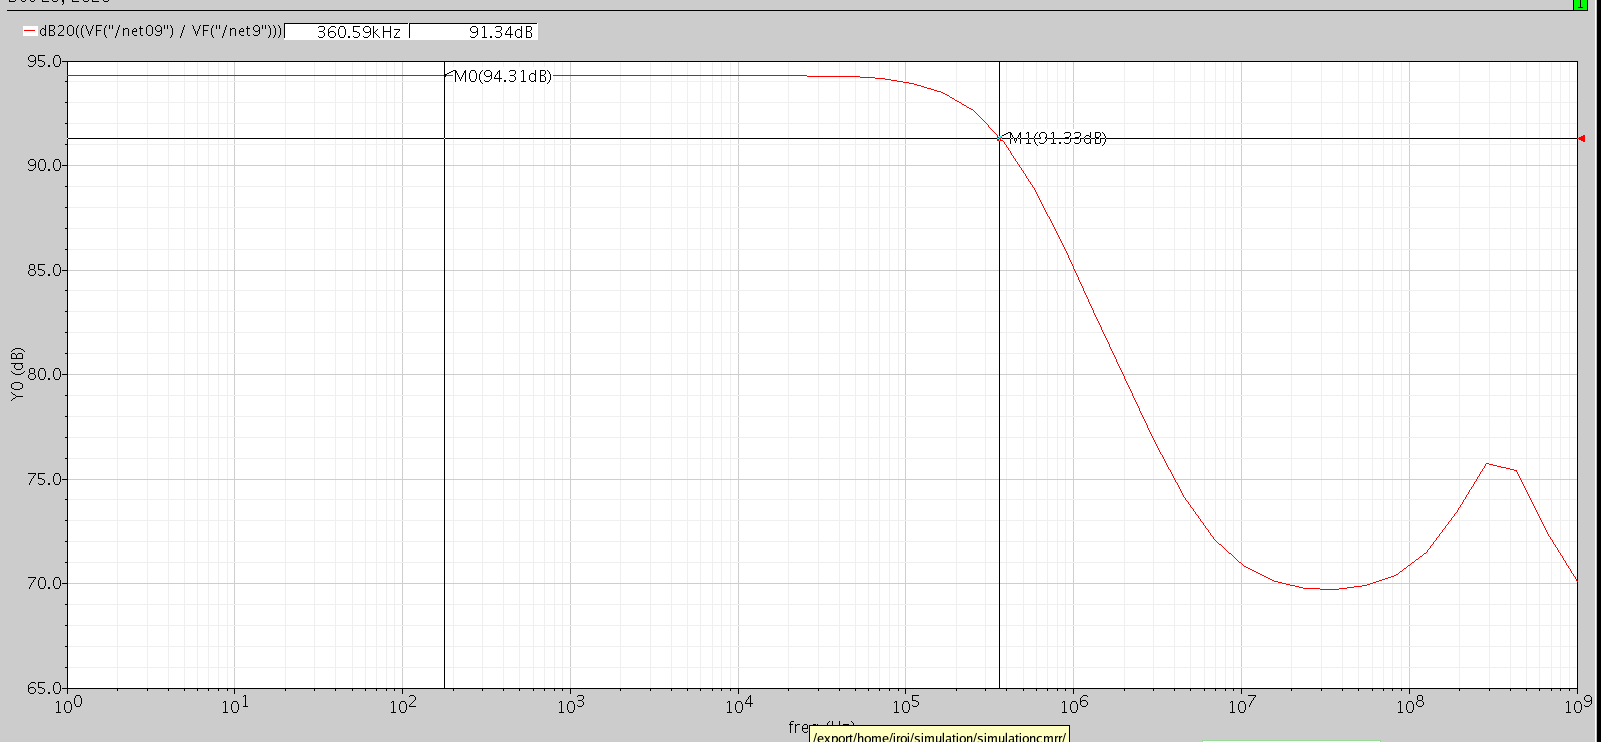 dB20((VF("/net09") / VF("/net9"))) 360.59kHz 91.34dB
1
95.0
M0(94.31dB)
M1(91.33dB)
90.0
85.0
80.0
75.0
70.0
65.0
Y0 (dB)
10^0 10^1 10^2 10^3 10^4 10^5 10^6 10^7 10^8 10^9
/export/home/jroj/simulation/simulationcmrr/